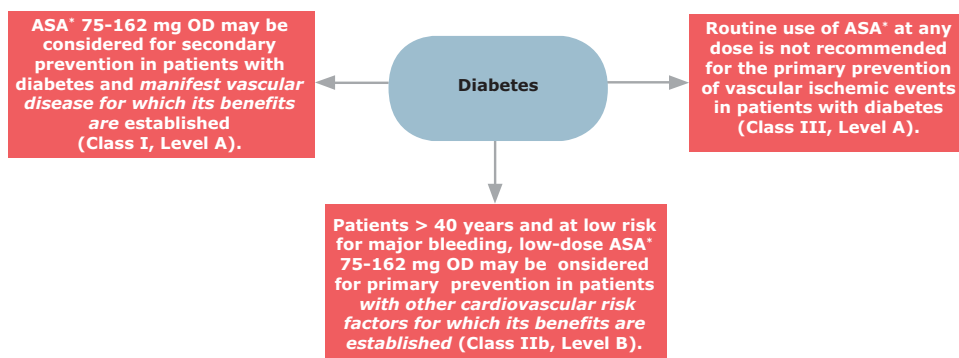 ASA* 75-162 mg OD may be
considered for secondary
prevention in patients with
diabetes and manifest vascular
disease for which its benefits
are established
(Class I, Level A).
Diabetes
Routine use of ASA* at any
dose is not recommended
for the primary prevention
of vascular ischemic events
in patients with diabetes
(Class III, Level A).
Patients > 40 years and at low risk
for major bleeding, low-dose ASA*
75-162 mg OD may be onsidered
for primary prevention in patients
with other cardiovascular risk
factors for which its benefits are
established (Class IIb, Level B).